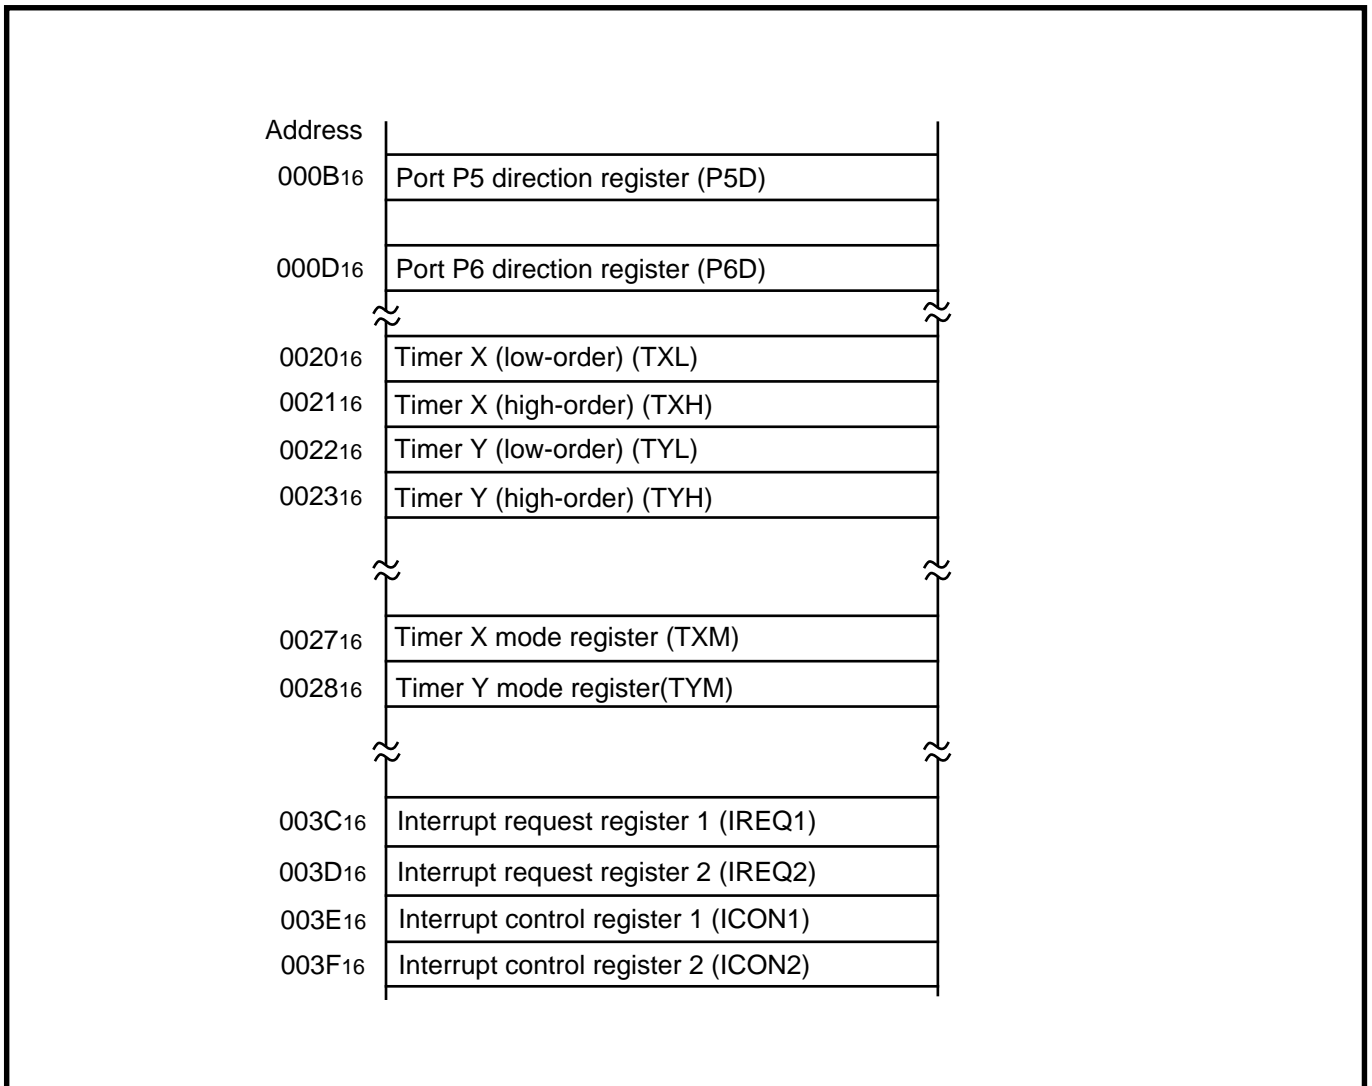 Address
000B16 Port P5 direction register (P5D)
000D16 Port P6 direction register (P6D)
002016 Timer X (low-order) (TXL)
002116 Timer X (high-order) (TXH)
002216 Timer Y (low-order) (TYL)
002316 Timer Y (high-order) (TYH)
002716 Timer X mode register (TXM)
002816 Timer Y mode register(TYM)
003C16 Interrupt request register 1 (IREQ1)
003D16 Interrupt request register 2 (IREQ2)
003E16 Interrupt control register 1 (ICON1)
003F16 Interrupt control register 2 (ICON2)